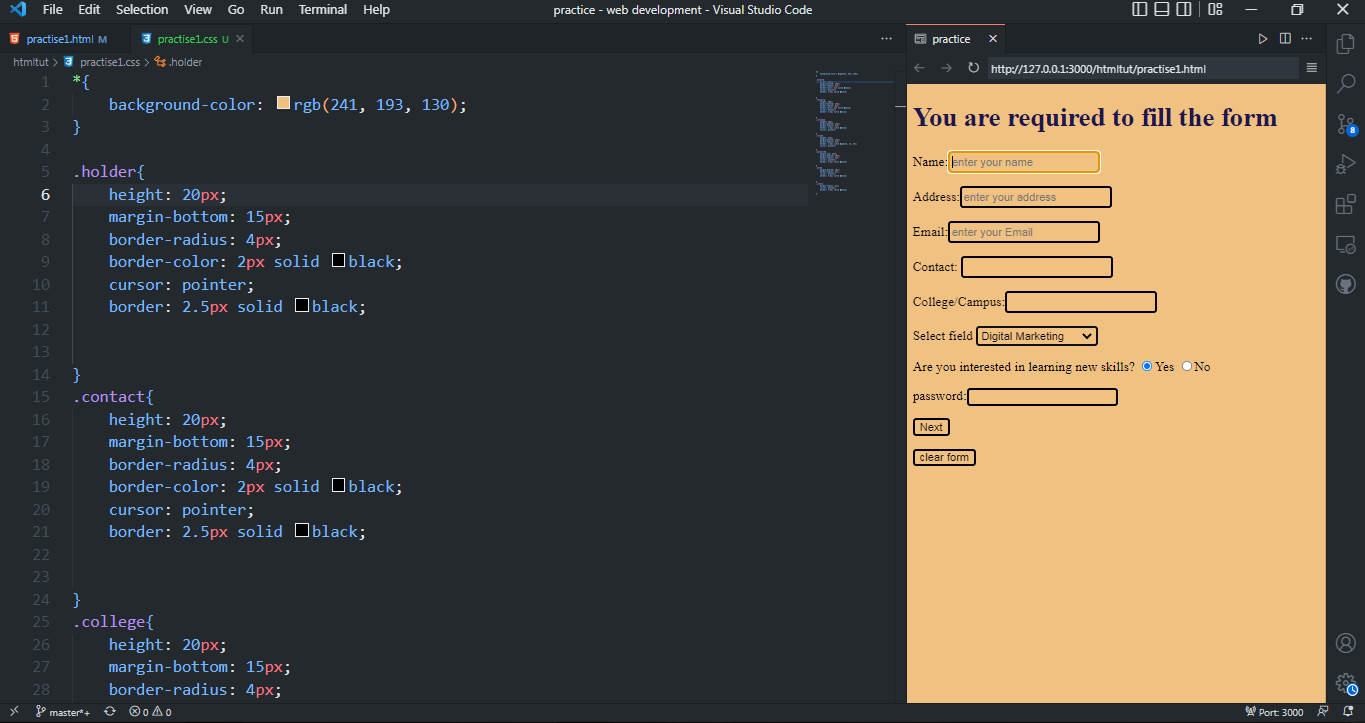 File Edit Selection View Go Run Terminal Help practice - web development - Visual Studio Code
practise1.html M practise1.css U
htmltut > practise1.css > .holder
1 *{
2 background-color: rgb(241, 193, 130);
3 }
4
5 .holder{
6 height: 20px;
7 margin-bottom: 15px;
8 border-radius: 4px;
9 border-color: 2px solid black;
10 cursor: pointer;
11 border: 2.5px solid black;
12
13
14 }
15 .contact{
16 height: 20px;
17 margin-bottom: 15px;
18 border-radius: 4px;
19 border-color: 2px solid black;
20 cursor: pointer;
21 border: 2.5px solid black;
22
23
24 }
25 .college{
26 height: 20px;
27 margin-bottom: 15px;
28 border-radius: 4px;
practice
http://127.0.0.1:3000/htmltut/practise1.html
You are required to fill the form
Name: enter your name
Address: enter your address
Email: enter your Email
Contact:
College/Campus:
Select field Digital Marketing
Are you interested in learning new skills? Yes No
password:
Next
clear form
8
master*+ 0 0 Port: 3000